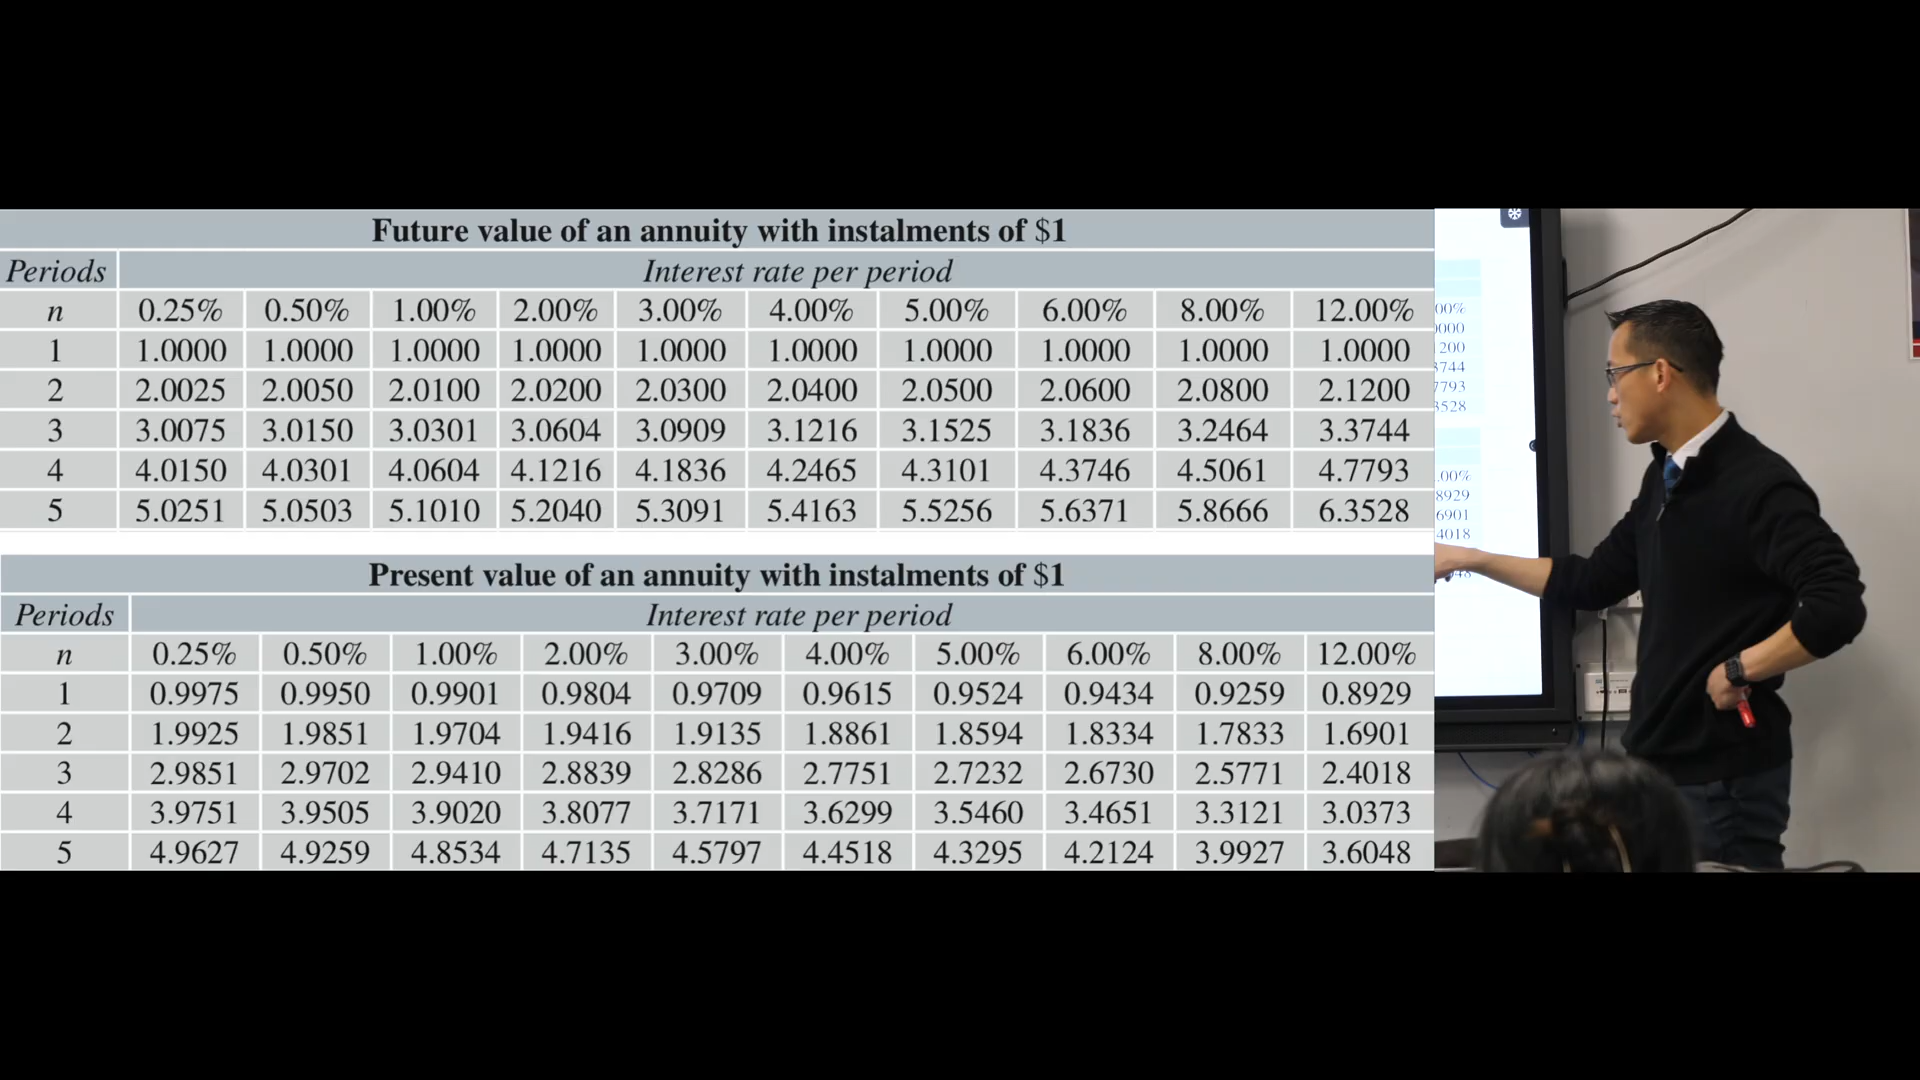 Future value of an annuity with instalments of $1
Periods Interest rate per period
n 0.25% 0.50% 1.00% 2.00% 3.00% 4.00% 5.00% 6.00% 8.00% 12.00%
1 1.0000 1.0000 1.0000 1.0000 1.0000 1.0000 1.0000 1.0000 1.0000 1.0000
2 2.0025 2.0050 2.0100 2.0200 2.0300 2.0400 2.0500 2.0600 2.0800 2.1200
3 3.0075 3.0150 3.0301 3.0604 3.0909 3.1216 3.1525 3.1836 3.2464 3.3744
4 4.0150 4.0301 4.0604 4.1216 4.1836 4.2465 4.3101 4.3746 4.5061 4.7793
5 5.0251 5.0503 5.1010 5.2040 5.3091 5.4163 5.5256 5.6371 5.8666 6.3528
Present value of an annuity with instalments of $1
Periods Interest rate per period
n 0.25% 0.50% 1.00% 2.00% 3.00% 4.00% 5.00% 6.00% 8.00% 12.00%
1 0.9975 0.9950 0.9901 0.9804 0.9709 0.9615 0.9524 0.9434 0.9259 0.8929
2 1.9925 1.9851 1.9704 1.9416 1.9135 1.8861 1.8594 1.8334 1.7833 1.6901
3 2.9851 2.9702 2.9410 2.8839 2.8286 2.7751 2.7232 2.6730 2.5771 2.4018
4 3.9751 3.9505 3.9020 3.8077 3.7171 3.6299 3.5460 3.4651 3.3121 3.0373
5 4.9627 4.9259 4.8534 4.7135 4.5797 4.4518 4.3295 4.2124 3.9927 3.6048
00%
0000
200
3744
7793
3528
.00%
8929
6901
4018